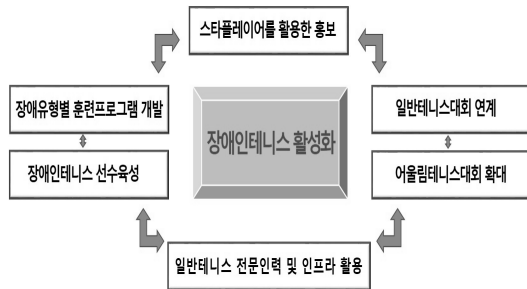 스타플레이어를 활용한 홍보
장애유형별 훈련프로그램 개발
일반테니스대회 연계
장애인테니스 활성화
장애인테니스 선수육성
어울림테니스대회 확대
일반테니스 전문인력 및 인프라 활용